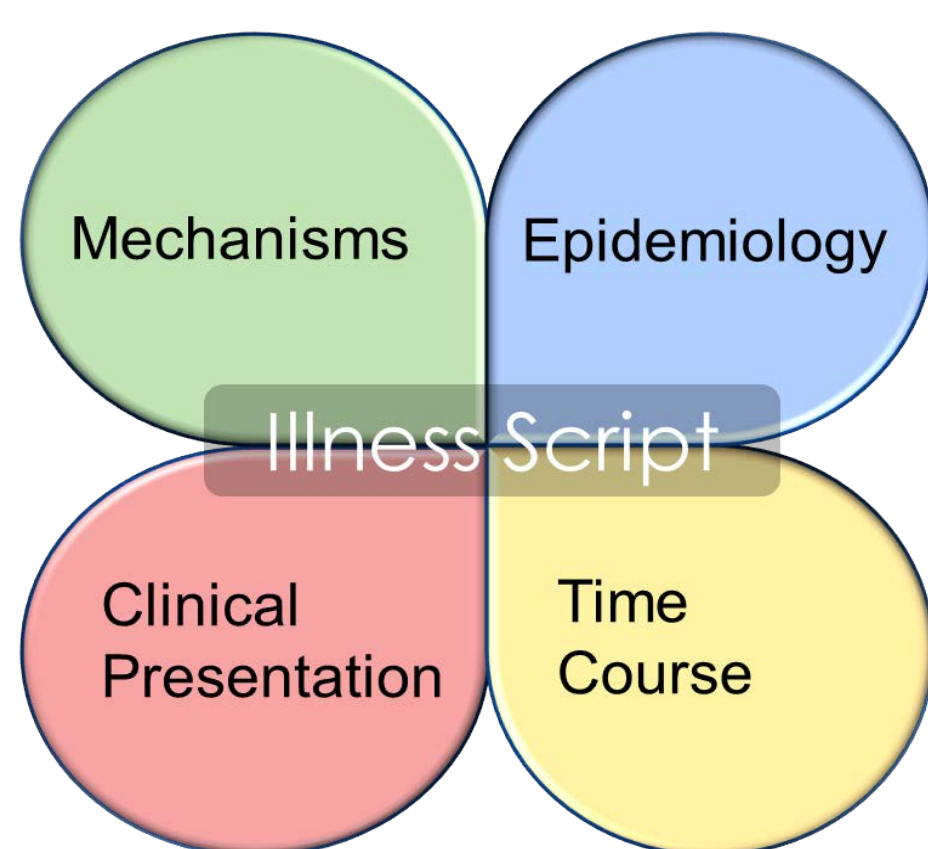 Mechanisms
Epidemiology
Illness Script
Clinical
Presentation
Time
Course